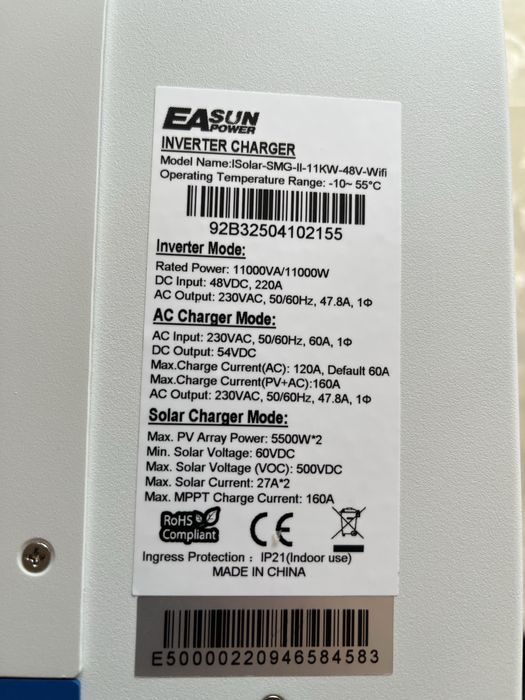 EASUN
POWER
INVERTER CHARGER
Model Name:ISolar-SMG-II-11KW-48V-Wifi
Operating Temperature Range: -10~ 55°C
92B32504102155
Inverter Mode:
Rated Power: 11000VA/11000W
DC Input: 48VDC, 220A
AC Output: 230VAC, 50/60Hz, 47.8A, 1Φ
AC Charger Mode:
AC Input: 230VAC, 50/60Hz, 60A, 1Φ
DC Output: 54VDC
Max.Charge Current(AC): 120A, Default 60A
Max.Charge Current(PV+AC):160A
AC Output: 230VAC, 50/60Hz, 47.8A, 1Φ
Solar Charger Mode:
Max. PV Array Power: 5500W*2
Min. Solar Voltage: 60VDC
Max. Solar Voltage (VOC): 500VDC
Max. Solar Current: 27A*2
Max. MPPT Charge Current: 160A
RoHS
Compliant
CE
Ingress Protection : IP21(Indoor use)
MADE IN CHINA
E50000220946584583